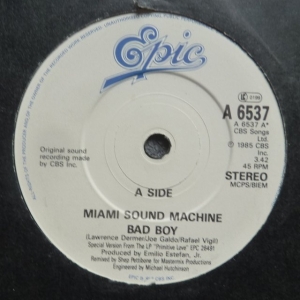 Epic
A 6537
A 6537 A*
CBS Songs
Ltd.
℗ 1985 CBS
Inc.
3.42
45 RPM
STEREO
MCPS/BIEM
Original sound
recording made
by CBS Inc.
A SIDE
MIAMI SOUND MACHINE
BAD BOY
(Lawrence Dermer/Joe Galdo/Rafael Vigil)
Special Version From The LP "Primitive Love" EPC 26491
Produced by Emilio Estefan, Jr.
Remixed by Shep Pettibone for Mastermix Productions
Engineered by Michael Hutchinson